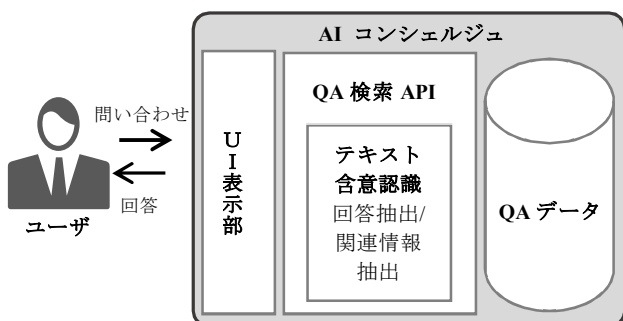 AI コンシェルジュ
問い合わせ
回答
ユーザ
UI表示部
QA 検索 API
テキスト
含意認識
回答抽出/
関連情報
抽出
QA データ